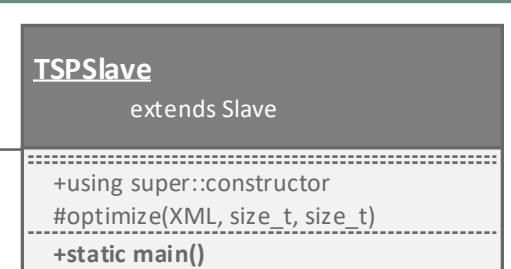 TSPSlave
extends Slave
+using super::constructor
#optimize(XML, size_t, size_t)
+static main()